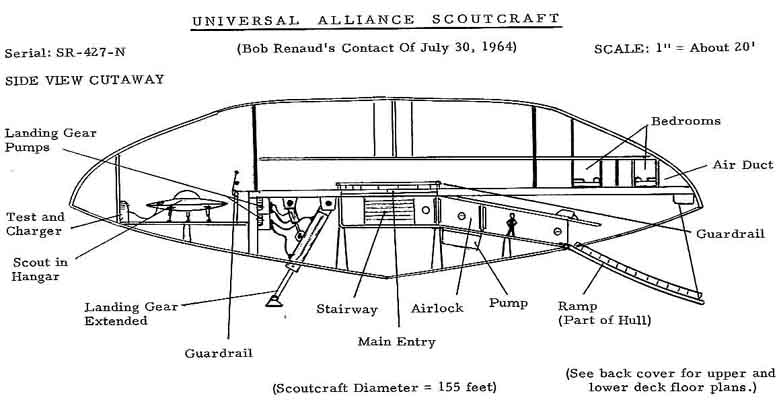 UNIVERSAL ALLIANCE SCOUTCRAFT
Serial: SR-427-N
(Bob Renaud's Contact Of July 30, 1964)
SCALE: 1" = About 20'
SIDE VIEW CUTAWAY
Landing Gear
Pumps
Bedrooms
Air Duct
Test and
Charger
Guardrail
Scout in
Hangar
Landing Gear
Extended
Stairway
Airlock
Pump
Ramp
(Part of Hull)
Guardrail
Main Entry
(Scoutcraft Diameter = 155 feet)
(See back cover for upper and
lower deck floor plans.)